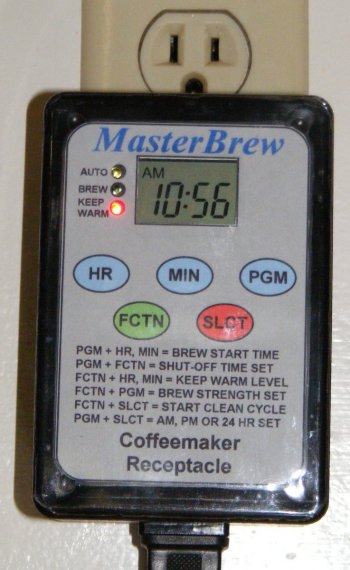 MasterBrew
AUTO
BREW
KEEP
WARM
AM
10:56
HR
MIN
PGM
FCTN
SLCT
PGM + HR, MIN = BREW START TIME
PGM + FCTN = SHUT-OFF TIME SET
FCTN + HR, MIN = KEEP WARM LEVEL
FCTN + PGM = BREW STRENGTH SET
FCTN + SLCT = START CLEAN CYCLE
PGM + SLCT = AM, PM OR 24 HR SET
Coffeemaker
Receptacle